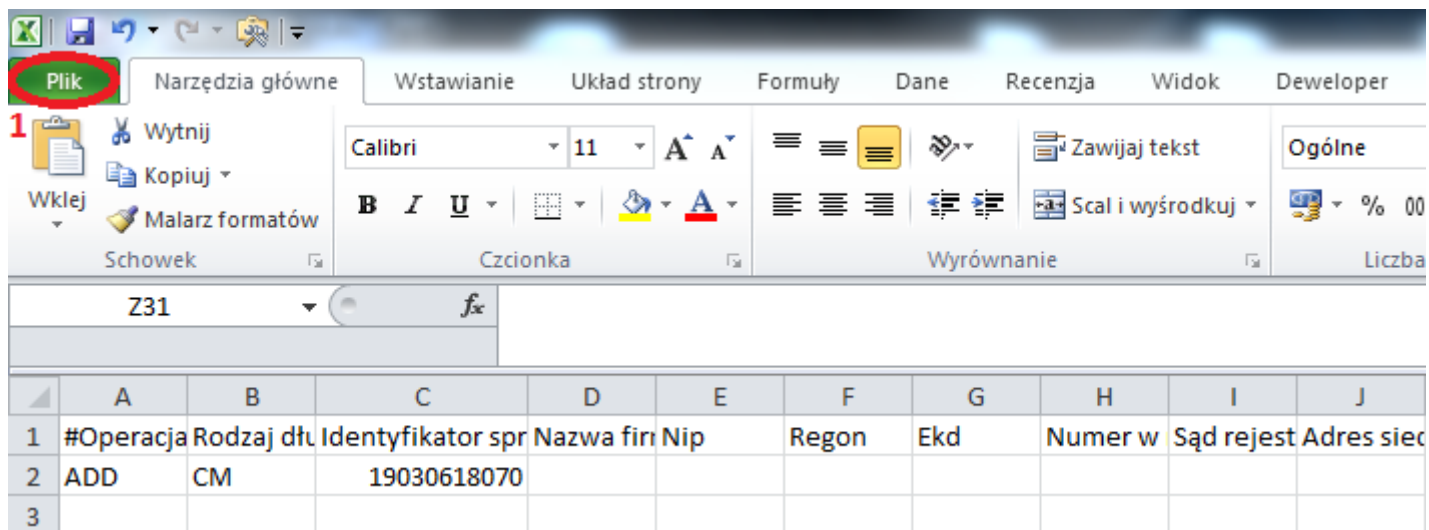 Plik Narzędzia główne Wstawianie Układ strony Formuły Dane Recenzja Widok Deweloper
1 Wytnij Calibri 11 A A Zawijaj tekst Ogólne
Kopiuj
Wklej Malarz formatów B I U A Scal i wyśrodkuj % 00
Schowek Czcionka Wyrównanie Liczba
Z31 fx
A B C D E F G H I J
1 #Operacja Rodzaj dłu Identyfikator spr Nazwa firr Nip Regon Ekd Numer w Sąd rejest Adres sied
2 ADD CM 19030618070
3